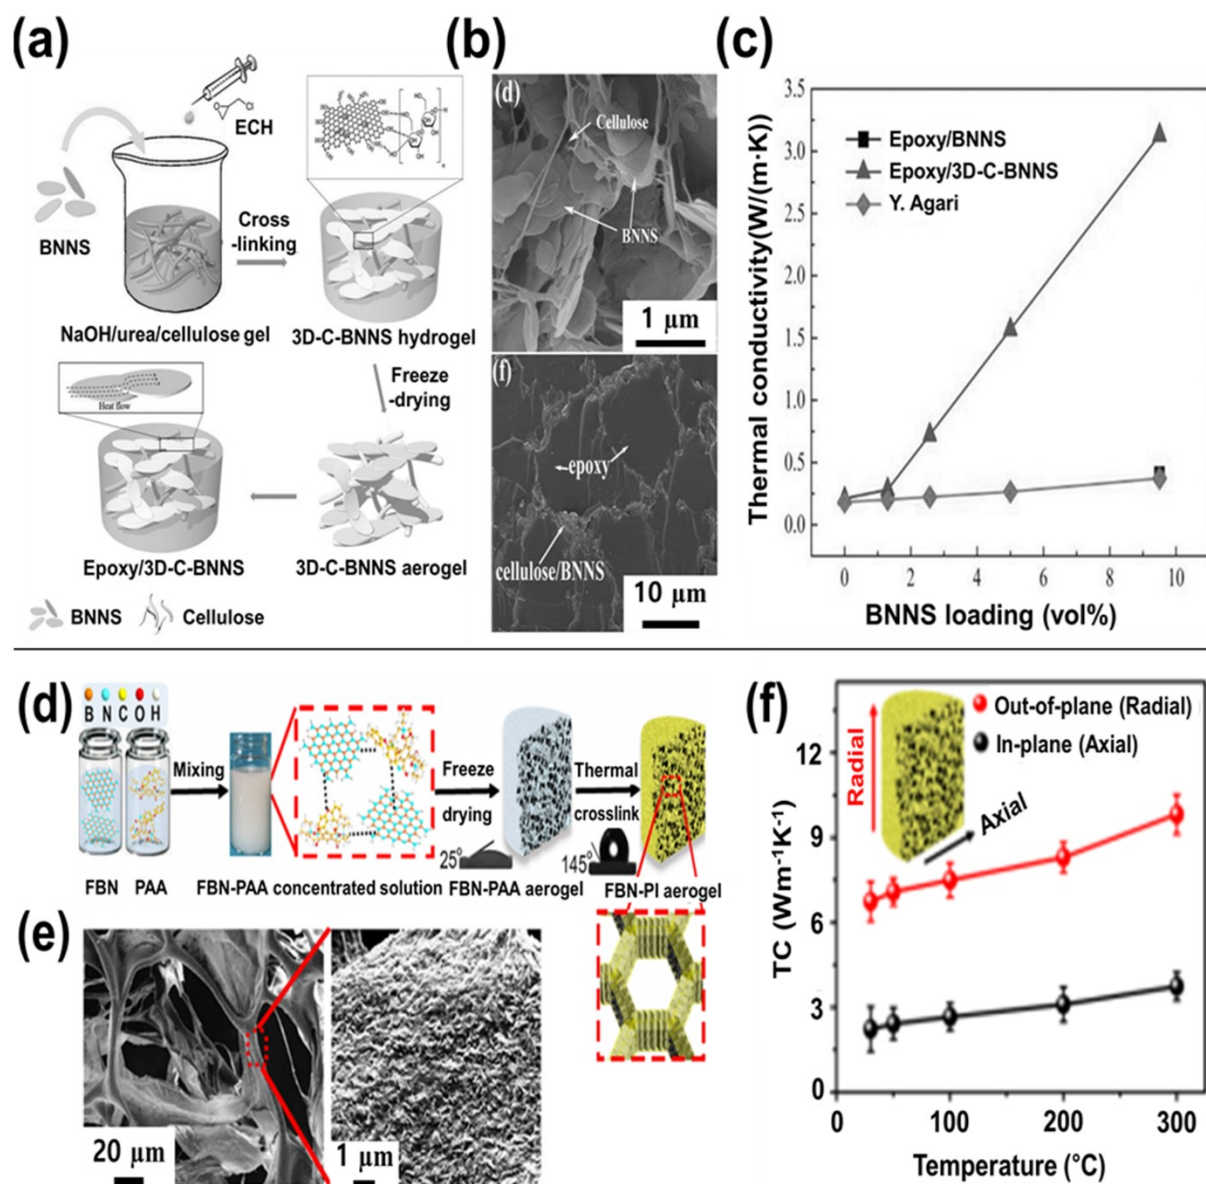 (a)
ECH
BNNS
Cross
-linking
NaOH/urea/cellulose gel
3D-C-BNNS hydrogel
Heat flow
Freeze
-drying
Epoxy/3D-C-BNNS
3D-C-BNNS aerogel
BNNS
Cellulose
(b)
(d)
Cellulose
BNNS
1 μm
(f)
epoxy
cellulose/BNNS
10 μm
(c)
Thermal conductivity(W/(m·K))
3.5
3.0
2.5
2.0
1.5
1.0
0.5
0.0
Epoxy/BNNS
Epoxy/3D-C-BNNS
Y. Agari
0 2 4 6 8 10
BNNS loading (vol%)
(d)
B N C O H
Mixing
Freeze
drying
Thermal
crosslink
25°
145°
FBN PAA
FBN-PAA concentrated solution
FBN-PAA aerogel
FBN-PI aerogel
(e)
20 μm
1 μm
(f)
TC (Wm⁻¹K⁻¹)
12
9
6
3
0
Radial
Axial
Out-of-plane (Radial)
In-plane (Axial)
0 100 200 300
Temperature (°C)